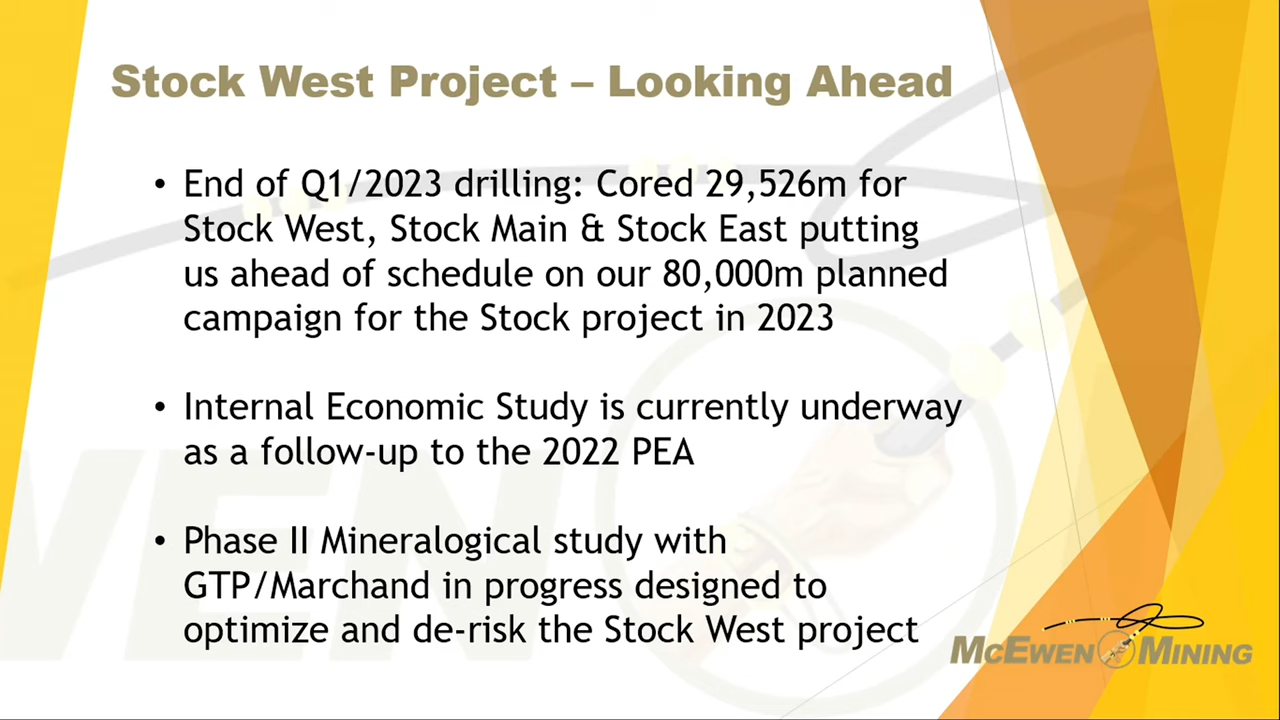 Stock West Project – Looking Ahead
• End of Q1/2023 drilling: Cored 29,526m for
Stock West, Stock Main & Stock East putting
us ahead of schedule on our 80,000m planned
campaign for the Stock project in 2023
• Internal Economic Study is currently underway
as a follow-up to the 2022 PEA
• Phase II Mineralogical study with
GTP/Marchand in progress designed to
optimize and de-risk the Stock West project
MCEWEN MINING
WEN